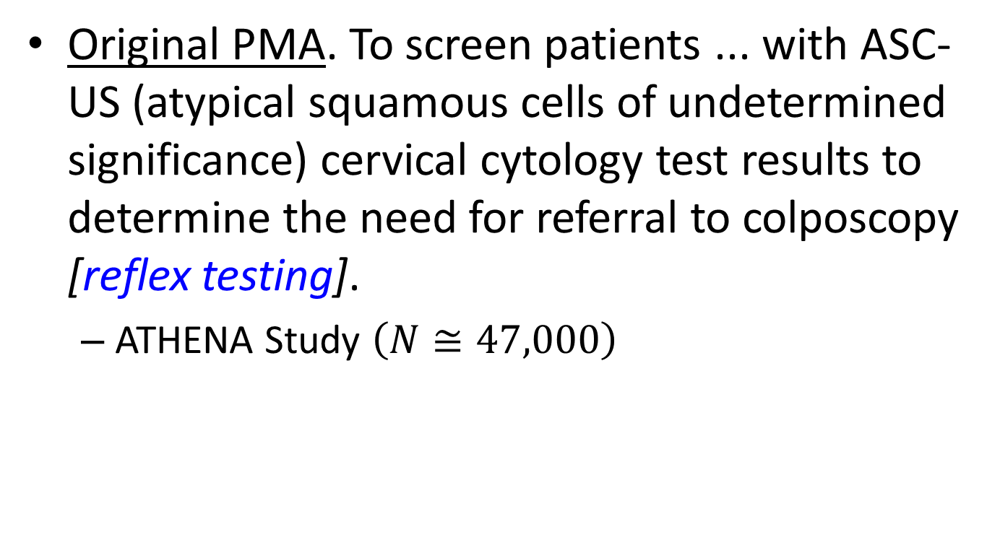 • Original PMA. To screen patients ... with ASC-
US (atypical squamous cells of undetermined
significance) cervical cytology test results to
determine the need for referral to colposcopy
[reflex testing].
– ATHENA Study (N ≅ 47,000)